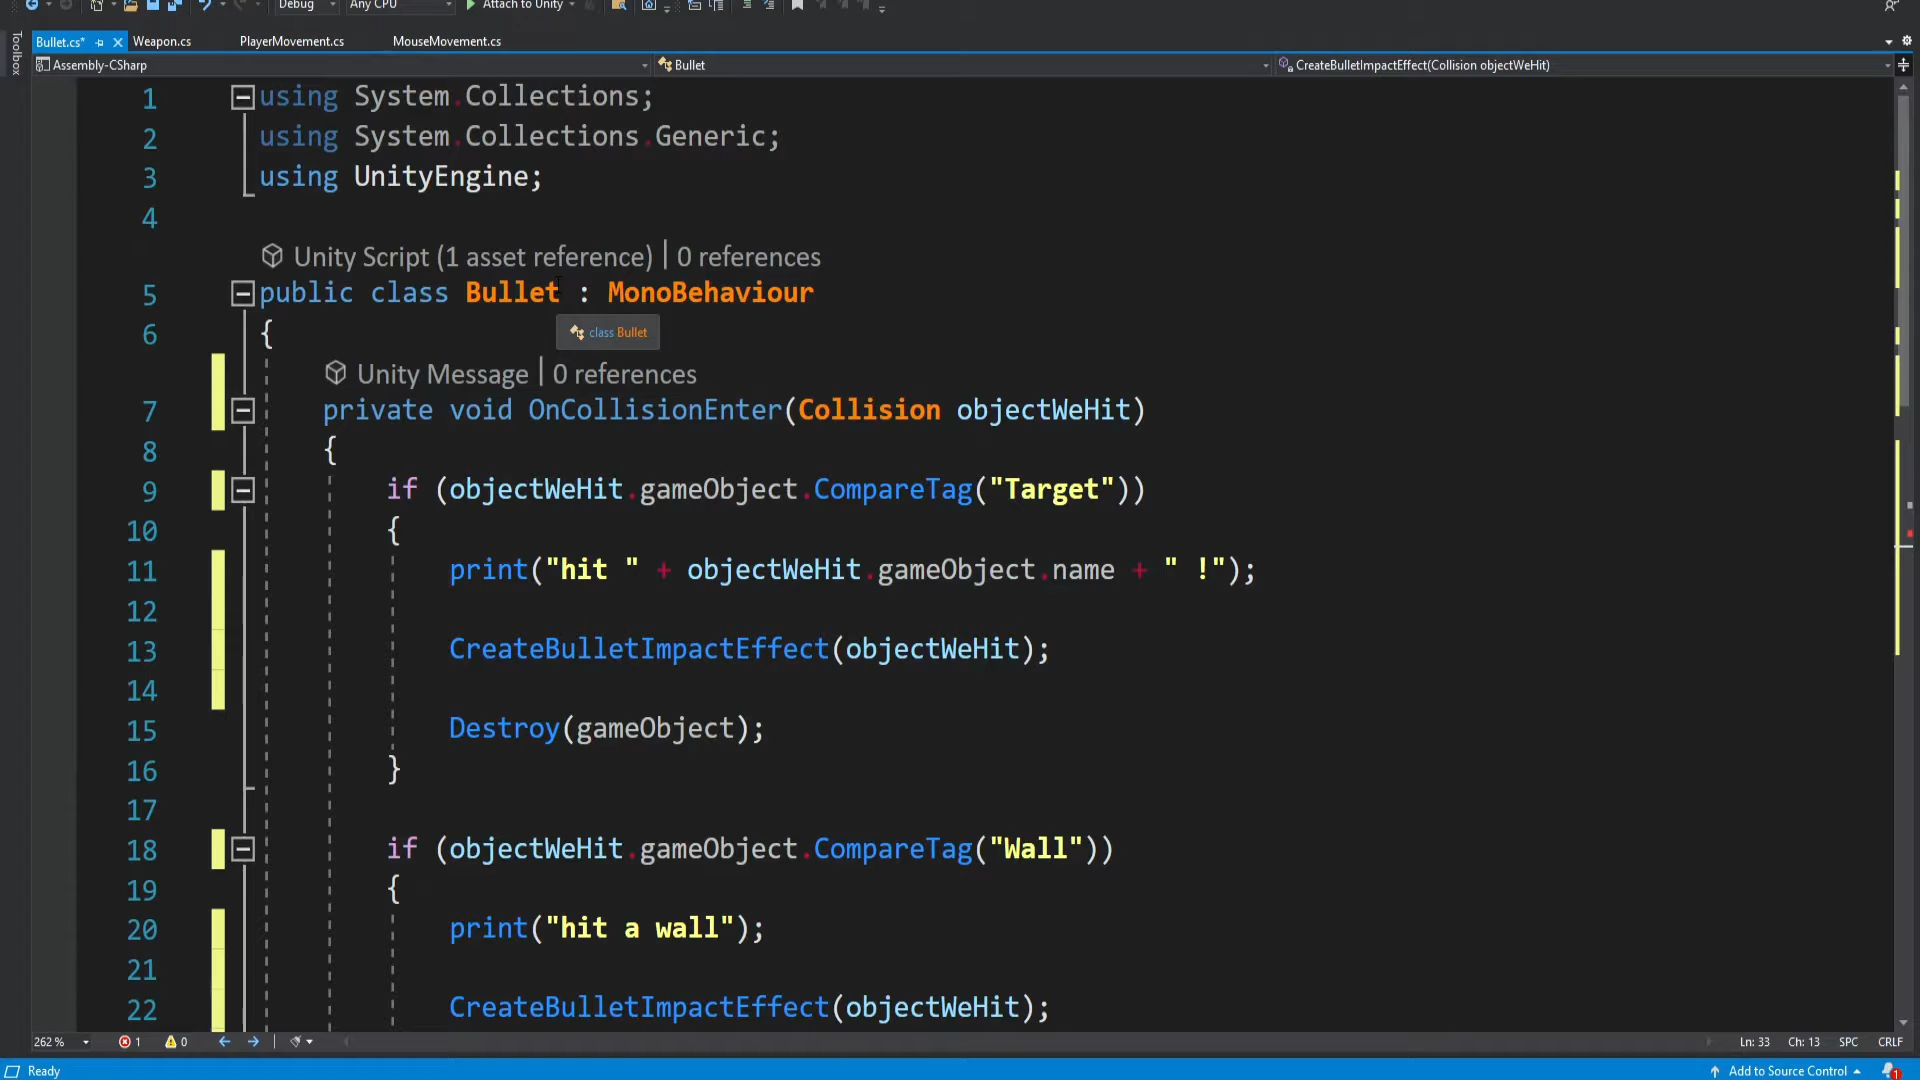 Debug
Any CPU
Attach to Unity
Toolbox
Bullet.cs*
Weapon.cs
PlayerMovement.cs
MouseMovement.cs
Assembly-CSharp
Bullet
CreateBulletImpactEffect(Collision objectWeHit)
1 using System.Collections;
2 using System.Collections.Generic;
3 using UnityEngine;
4
Unity Script (1 asset reference) | 0 references
5 public class Bullet : MonoBehaviour
6 {
class Bullet
Unity Message | 0 references
7 private void OnCollisionEnter(Collision objectWeHit)
8 {
9 if (objectWeHit.gameObject.CompareTag("Target"))
10 {
11 print("hit " + objectWeHit.gameObject.name + " !");
12
13 CreateBulletImpactEffect(objectWeHit);
14
15 Destroy(gameObject);
16 }
17
18 if (objectWeHit.gameObject.CompareTag("Wall"))
19 {
20 print("hit a wall");
21
22 CreateBulletImpactEffect(objectWeHit);
262 %
1
0
Ln: 33
Ch: 13
SPC
CRLF
Ready
Add to Source Control
1